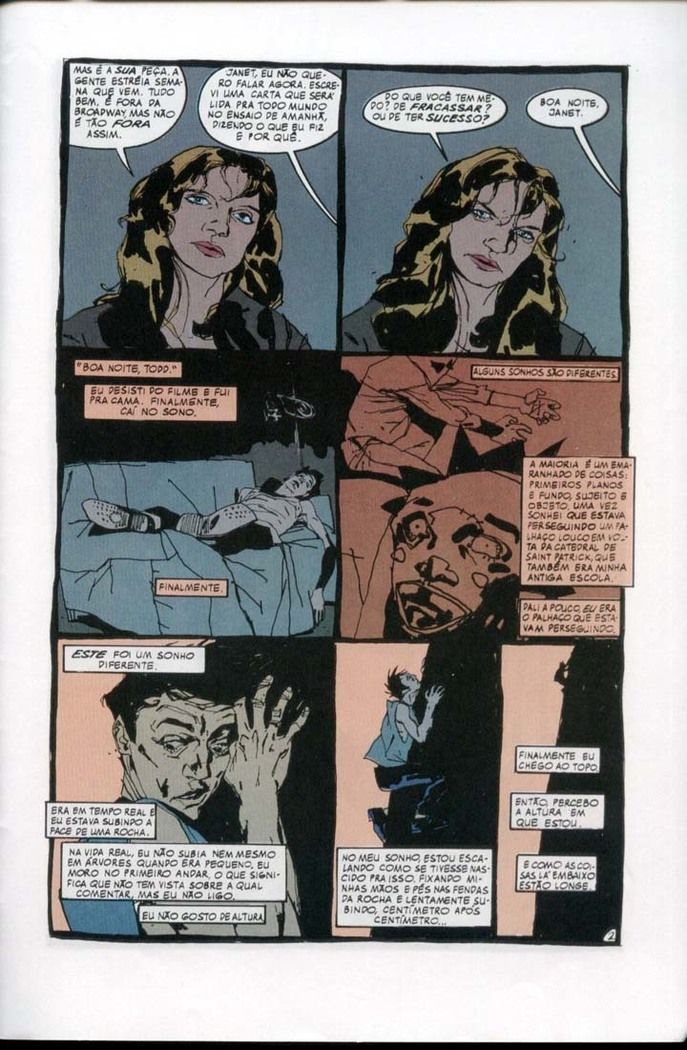 MAS É A SUA PEÇA. A
GENTE ESTRÉIA SEMA-
NA QUE VEM. TUDO
BEM, É FORA DA
BROADWAY, MAS NÃO
É TÃO FORA
ASSIM.
JANET, EU NÃO QUE-
RO FALAR AGORA. ESCRE-
VI UMA CARTA QUE SERÁ
LIDA PRA TODO MUNDO
NO ENSAIO DE AMANHÃ,
DIZENDO O QUE EU FIZ
E POR QUÊ.
DO QUE VOCÊ TEM ME-
DO? DE FRACASSAR?
OU DE TER SUCESSO?
BOA NOITE,
JANET.
"BOA NOITE, TODD."
EU DESISTI DO FILME E FUI
PRA CAMA. FINALMENTE,
CAÍ NO SONO.
FINALMENTE.
ALGUNS SONHOS SÃO DIFERENTES.
A MAIORIA É UM EMA-
RANHADO DE COISAS:
PRIMEIROS PLANOS
E FUNDO, SUJEITO E
OBJETO. UMA VEZ
SONHEI QUE ESTAVA
PERSEGUINDO UM PA-
LHAÇO LOUCO EM VOL-
TA DA CATEDRAL DE
SAINT PATRICK, QUE
TAMBÉM ERA MINHA
ANTIGA ESCOLA.
DALI A POUCO, EU ERA
O PALHAÇO QUE ESTA-
VAM PERSEGUINDO.
ESTE FOI UM SONHO
DIFERENTE.
ERA EM TEMPO REAL E
EU ESTAVA SUBINDO A
FACE DE UMA ROCHA.
NA VIDA REAL, EU NÃO SUBIA NEM MESMO
EM ÁRVORES QUANDO ERA PEQUENO, EU
MORO NO PRIMEIRO ANDAR, O QUE SIGNI-
FICA QUE NÃO TEM VISTA SOBRE A QUAL
COMENTAR, MAS EU NÃO LIGO.
EU NÃO GOSTO DE ALTURA.
NO MEU SONHO, ESTOU ESCA-
LANDO COMO SE TIVESSE NAS-
CIDO PRA ISSO. FIXANDO MI-
NHAS MÃOS E PÉS NAS FENDAS
DA ROCHA E LENTAMENTE SU-
BINDO, CENTÍMETRO APÓS
CENTÍMETRO...
FINALMENTE EU
CHEGO AO TOPO.
ENTÃO, PERCEBO
A ALTURA EM
QUE ESTOU.
E COMO AS COI-
SAS LÁ EMBAIXO
ESTÃO LONGE.
2